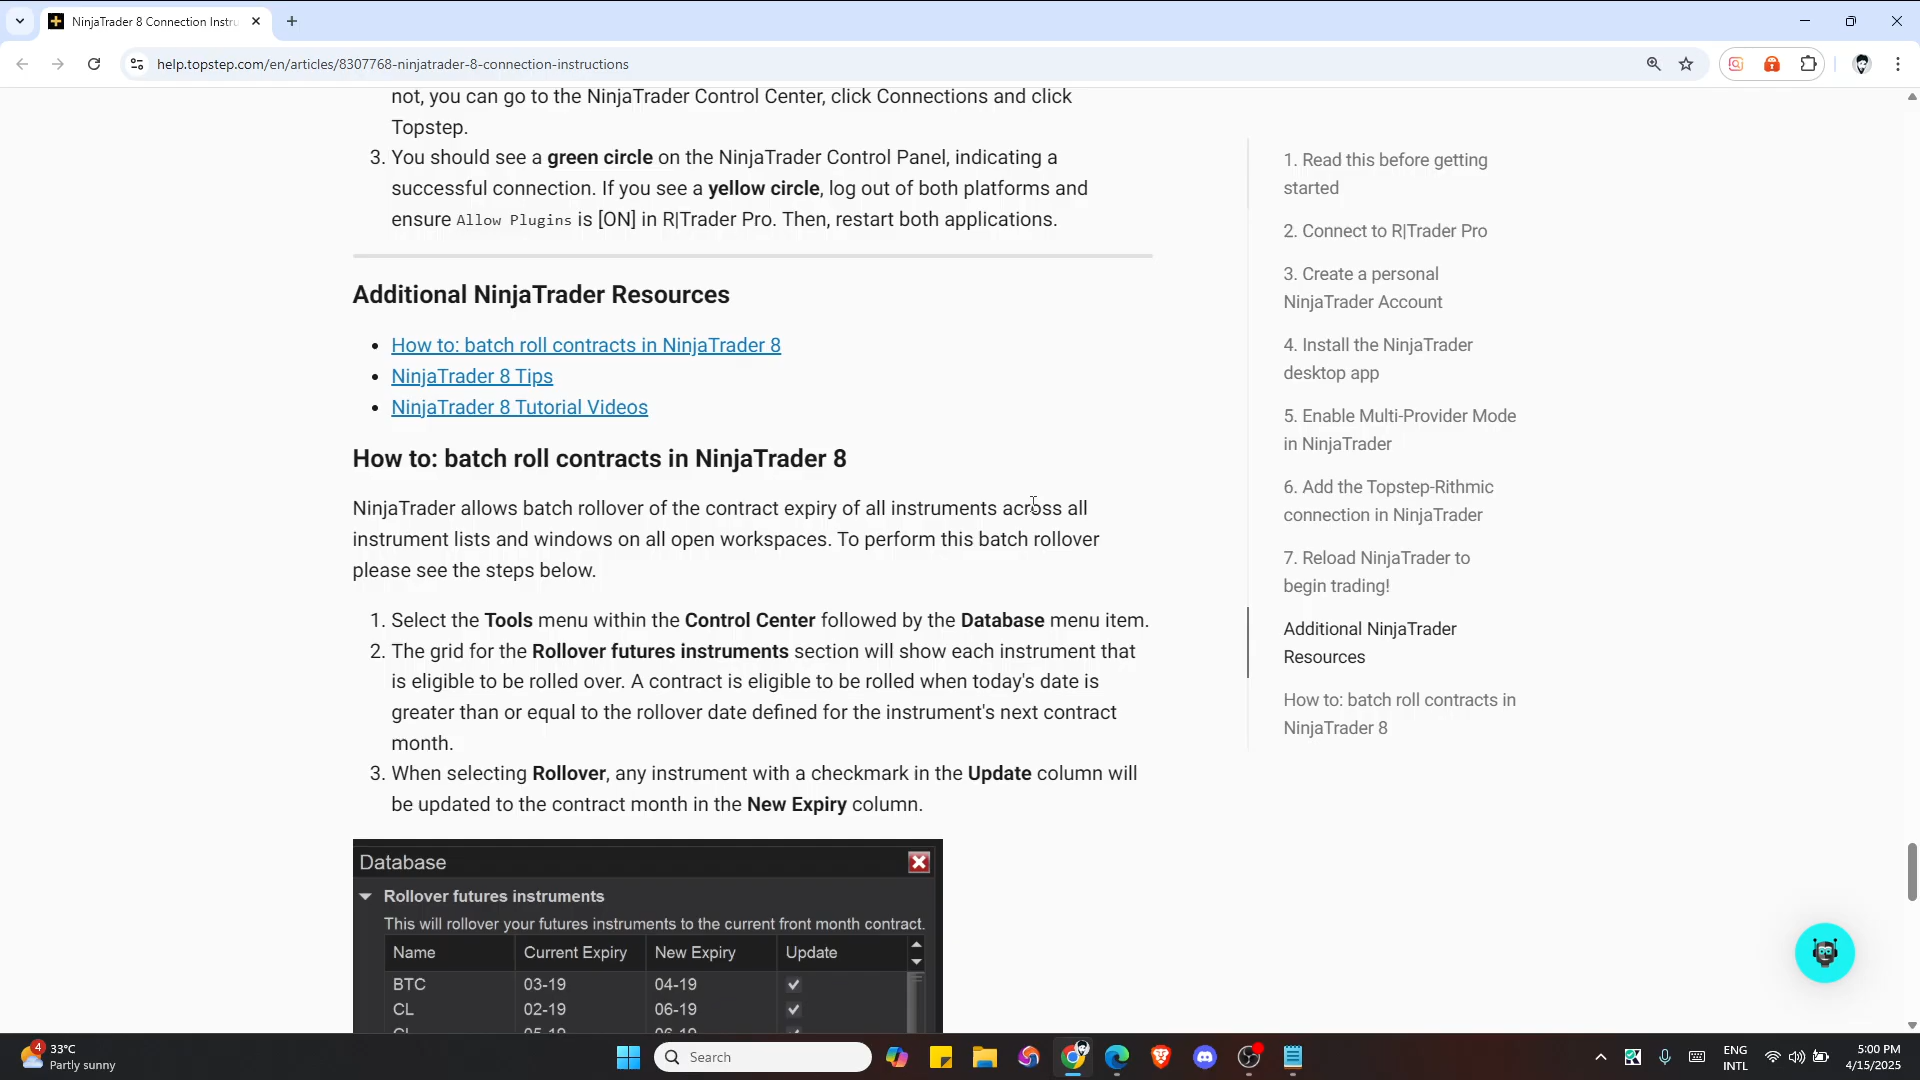 NinjaTrader 8 Connection Instru
help.topstep.com/en/articles/8307768-ninjatrader-8-connection-instructions
not, you can go to the NinjaTrader Control Center, click Connections and click
Topstep.
3. You should see a green circle on the NinjaTrader Control Panel, indicating a
successful connection. If you see a yellow circle, log out of both platforms and
ensure Allow Plugins is [ON] in R|Trader Pro. Then, restart both applications.
Additional NinjaTrader Resources
• How to: batch roll contracts in NinjaTrader 8
• NinjaTrader 8 Tips
• NinjaTrader 8 Tutorial Videos
How to: batch roll contracts in NinjaTrader 8
NinjaTrader allows batch rollover of the contract expiry of all instruments across all
instrument lists and windows on all open workspaces. To perform this batch rollover
please see the steps below.
1. Select the Tools menu within the Control Center followed by the Database menu item.
2. The grid for the Rollover futures instruments section will show each instrument that
is eligible to be rolled over. A contract is eligible to be rolled when today's date is
greater than or equal to the rollover date defined for the instrument's next contract
month.
3. When selecting Rollover, any instrument with a checkmark in the Update column will
be updated to the contract month in the New Expiry column.
Database
Rollover futures instruments
This will rollover your futures instruments to the current front month contract.
Name Current Expiry New Expiry Update
BTC 03-19 04-19
CL 02-19 06-19
1. Read this before getting
started
2. Connect to R|Trader Pro
3. Create a personal
NinjaTrader Account
4. Install the NinjaTrader
desktop app
5. Enable Multi-Provider Mode
in NinjaTrader
6. Add the Topstep-Rithmic
connection in NinjaTrader
7. Reload NinjaTrader to
begin trading!
Additional NinjaTrader
Resources
How to: batch roll contracts in
NinjaTrader 8
4
33°C
Partly sunny
Search
ENG
INTL
5:00 PM
4/15/2025